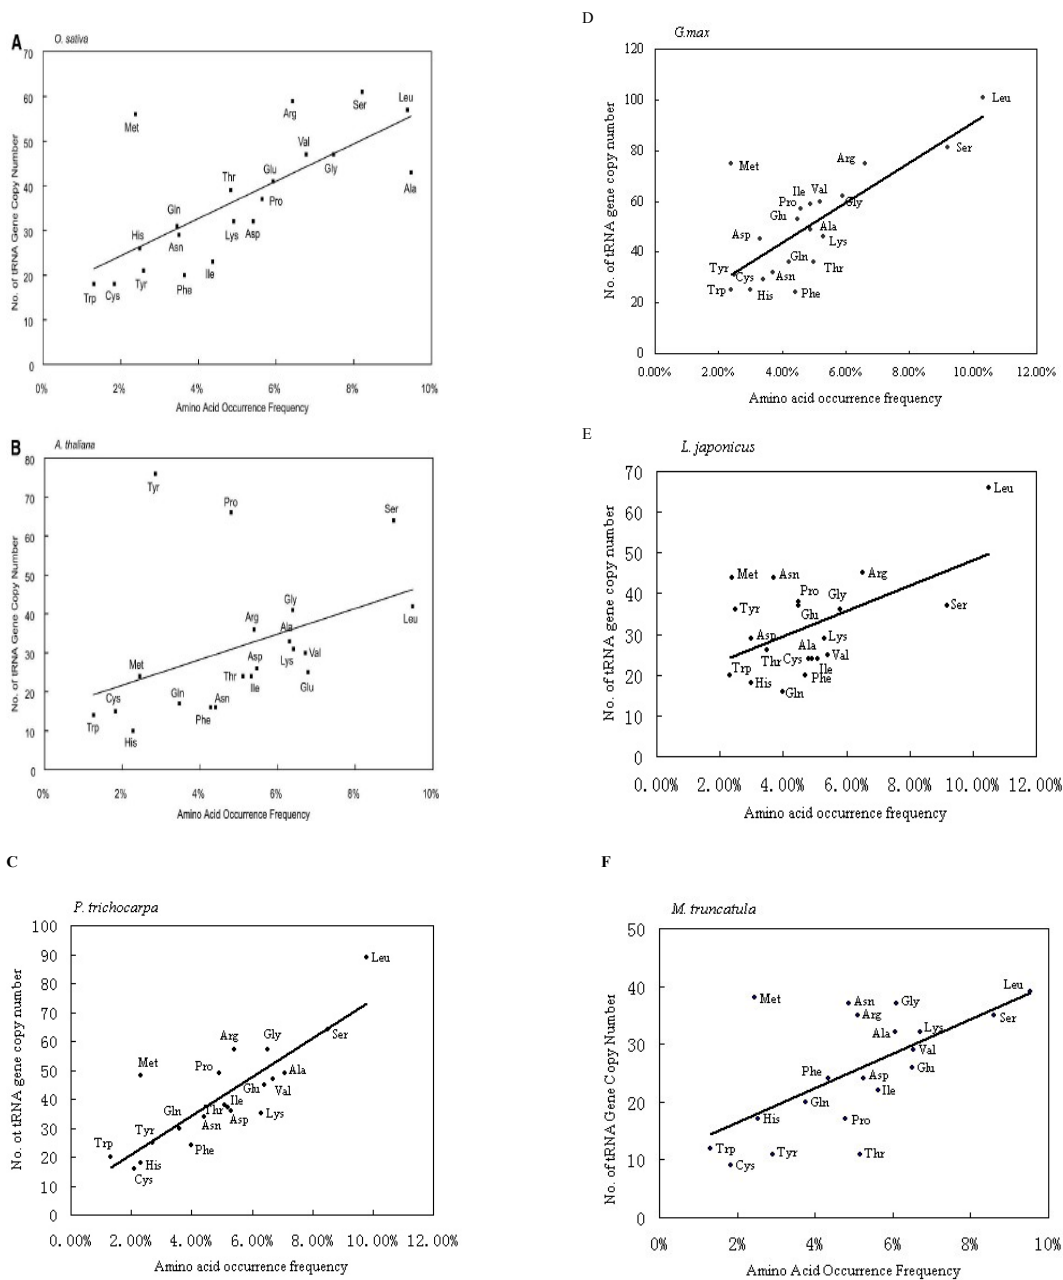 A
O. sativa
No. of tRNA Gene Copy Number
70
60
50
40
30
20
10
0
Met
Arg
Ser
Leu
Val
Gly
Ala
Glu
Thr
Pro
Gln
Lys
Asp
His
Asn
Ile
Tyr
Phe
Trp
Cys
0%
2%
4%
6%
8%
10%
Amino Acid Occurrence Frequency
B
A. thaliana
No. of tRNA Gene Copy Number
80
70
60
50
40
30
20
10
0
Tyr
Pro
Ser
Gly
Leu
Arg
Ala
Lys
Val
Asp
Met
Thr
Ile
Glu
Gln
Asn
Cys
Phe
Trp
His
0%
2%
4%
6%
8%
10%
Amino Acid Occurrence Frequency
C
P. trichocarpa
No. of tRNA gene copy number
100
90
80
70
60
50
40
30
20
10
0
Leu
Ser
Arg
Gly
Met
Pro
Ala
Glu
Val
Ile
Gln
Thr
Lys
Asp
Asn
Tyr
Trp
Phe
His
Cys
0.00%
2.00%
4.00%
6.00%
8.00%
10.00%
12.00%
Amino acid occurrence frequency
D
G.max
No. of tRNA gene copy number
120
100
80
60
40
20
0
Leu
Ser
Arg
Met
Ile
Val
Pro
Gly
Glu
Ala
Asp
Lys
Gln
Thr
Tyr
Cys
Asn
Trp
His
Phe
0.00%
2.00%
4.00%
6.00%
8.00%
10.00%
12.00%
Amino acid occurrence frequency
E
L. japonicus
No. of tRNA gene copy number
70
60
50
40
30
20
10
0
Leu
Met
Asn
Arg
Pro
Gly
Ser
Tyr
Glu
Asp
Lys
Ala
Val
Thr
Cys
Ile
Trp
Phe
His
Gln
0.00%
2.00%
4.00%
6.00%
8.00%
10.00%
12.00%
Amino acid occurrence frequency
F
M. truncatula
No. of tRNA Gene Copy Number
50
40
30
20
10
0
Leu
Met
Asn
Gly
Arg
Ser
Ala
Lys
Val
Glu
Phe
Asp
Ile
Gln
His
Pro
Trp
Tyr
Thr
Cys
0%
2%
4%
6%
8%
10%
Amino Acid Occurrence Frequency